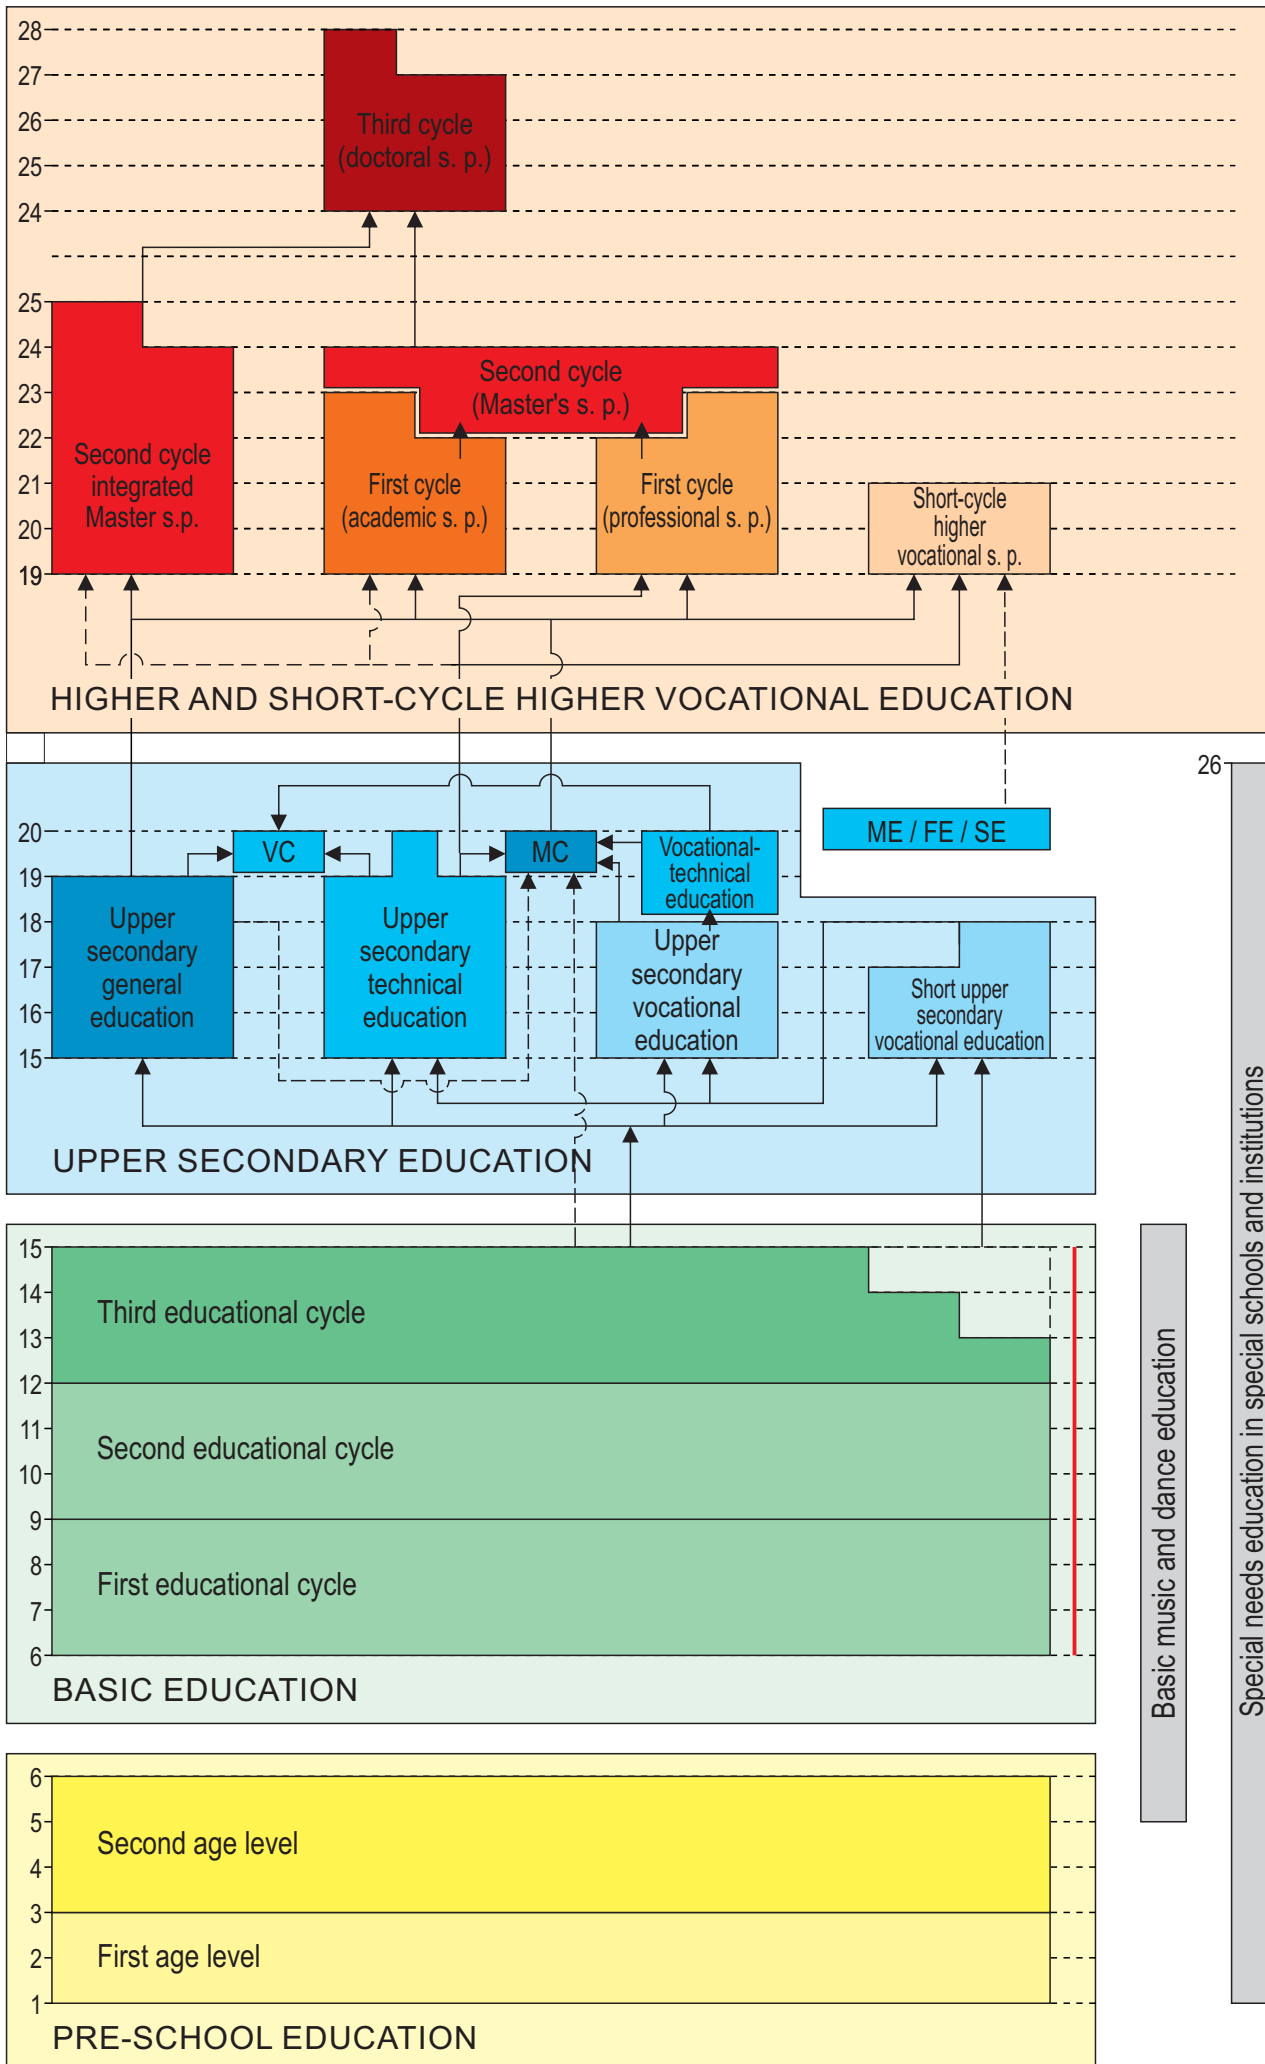 28
27
26
25
24
Third cycle
(doctoral s. p.)
25
24
23
22
21
20
19
Second cycle
integrated
Master s.p.
Second cycle
(Master's s. p.)
First cycle
(academic s. p.)
First cycle
(professional s. p.)
Short-cycle
higher
vocational s. p.
HIGHER AND SHORT-CYCLE HIGHER VOCATIONAL EDUCATION
26
20
19
18
17
16
15
VC
MC
Vocational-
technical
education
ME / FE / SE
Upper
secondary
general
education
Upper
secondary
technical
education
Upper
secondary
vocational
education
Short upper
secondary
vocational education
UPPER SECONDARY EDUCATION
15
14
13
12
11
10
9
8
7
6
Third educational cycle
Second educational cycle
First educational cycle
BASIC EDUCATION
Basic music and dance education
Special needs education in special schools and institutions
6
5
4
3
2
1
Second age level
First age level
PRE-SCHOOL EDUCATION